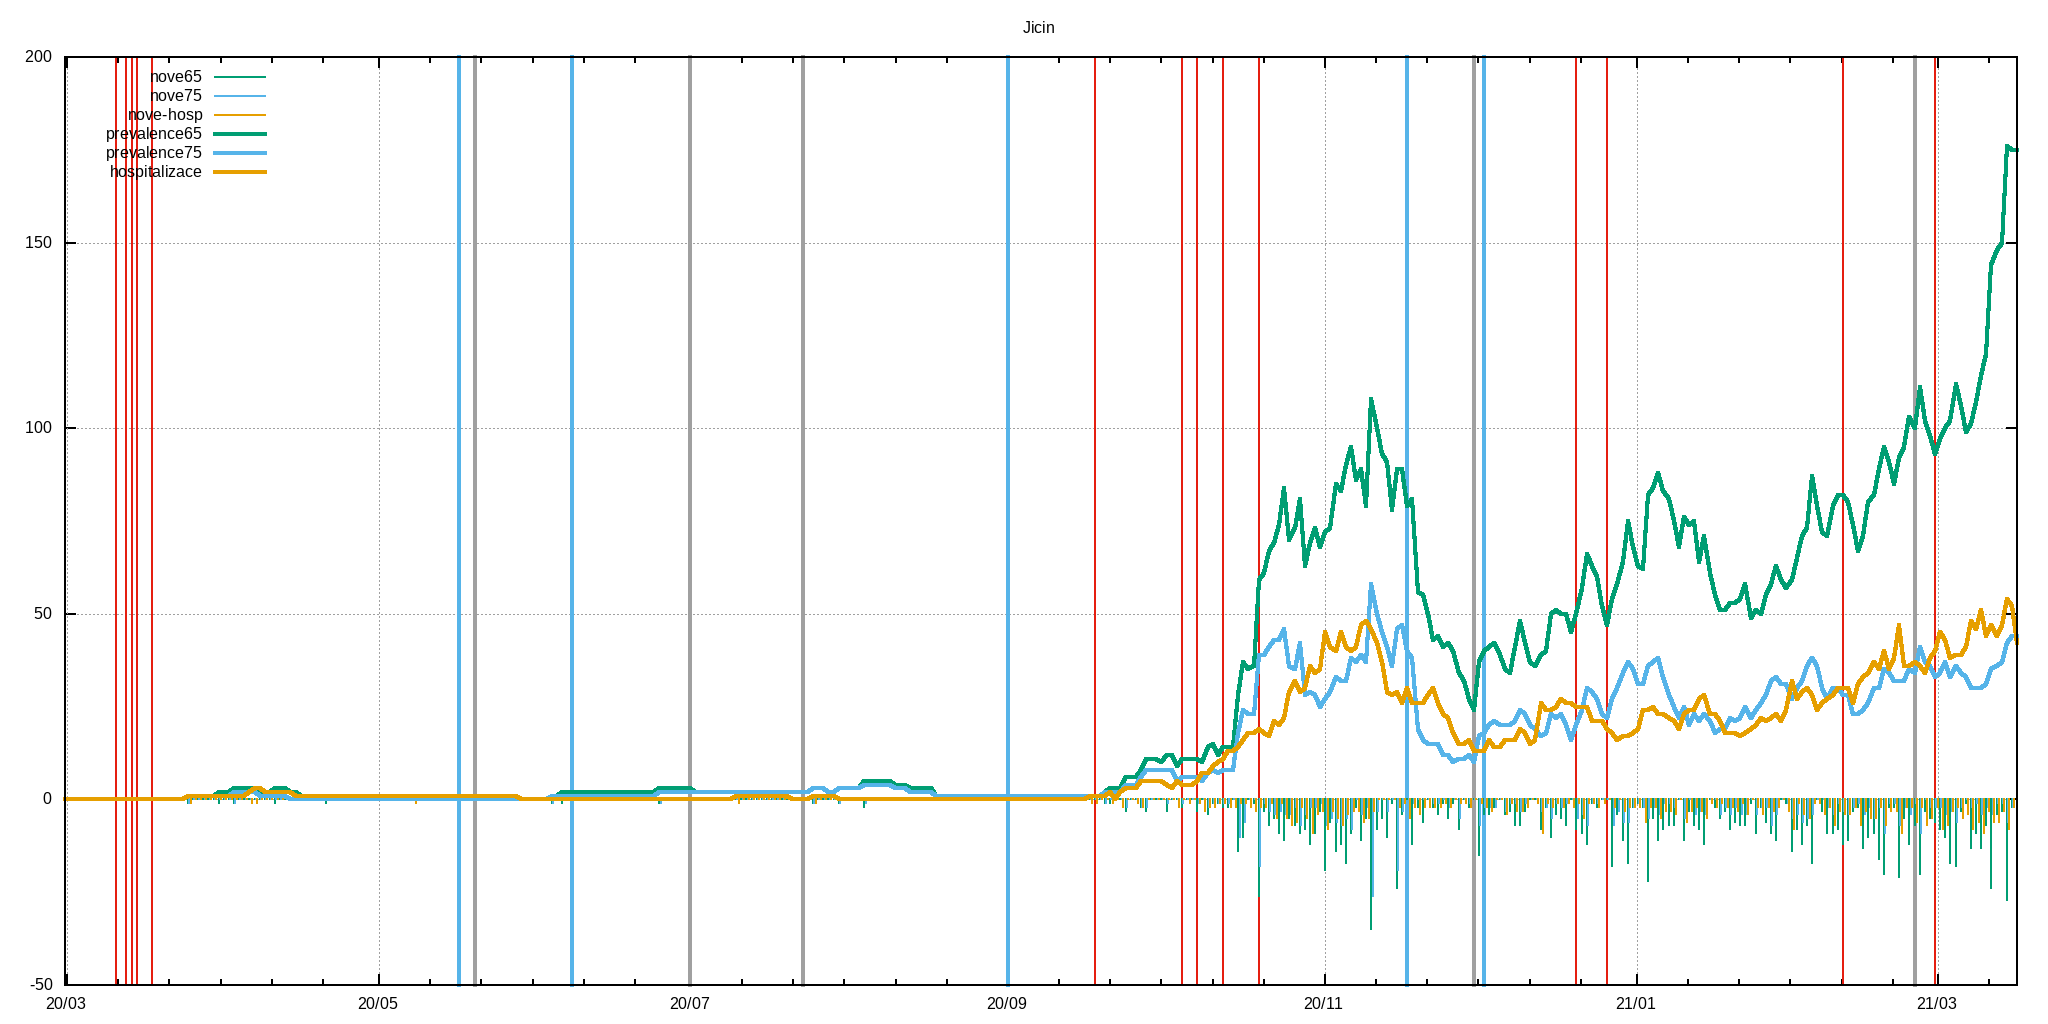 Jicin
200
nove65
nove75
nove-hosp
prevalence65
prevalence75
hospitalizace
150
100
50
0
-50
20/03 20/05 20/07 20/09 20/11 21/01 21/03